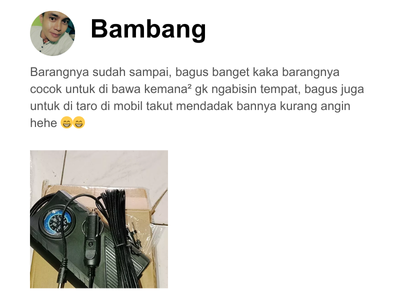 Bambang
Barangnya sudah sampai, bagus banget kaka barangnya
cocok untuk di bawa kemana² gk ngabisin tempat, bagus juga
untuk di taro di mobil takut mendadak bannya kurang angin
hehe 😁😁